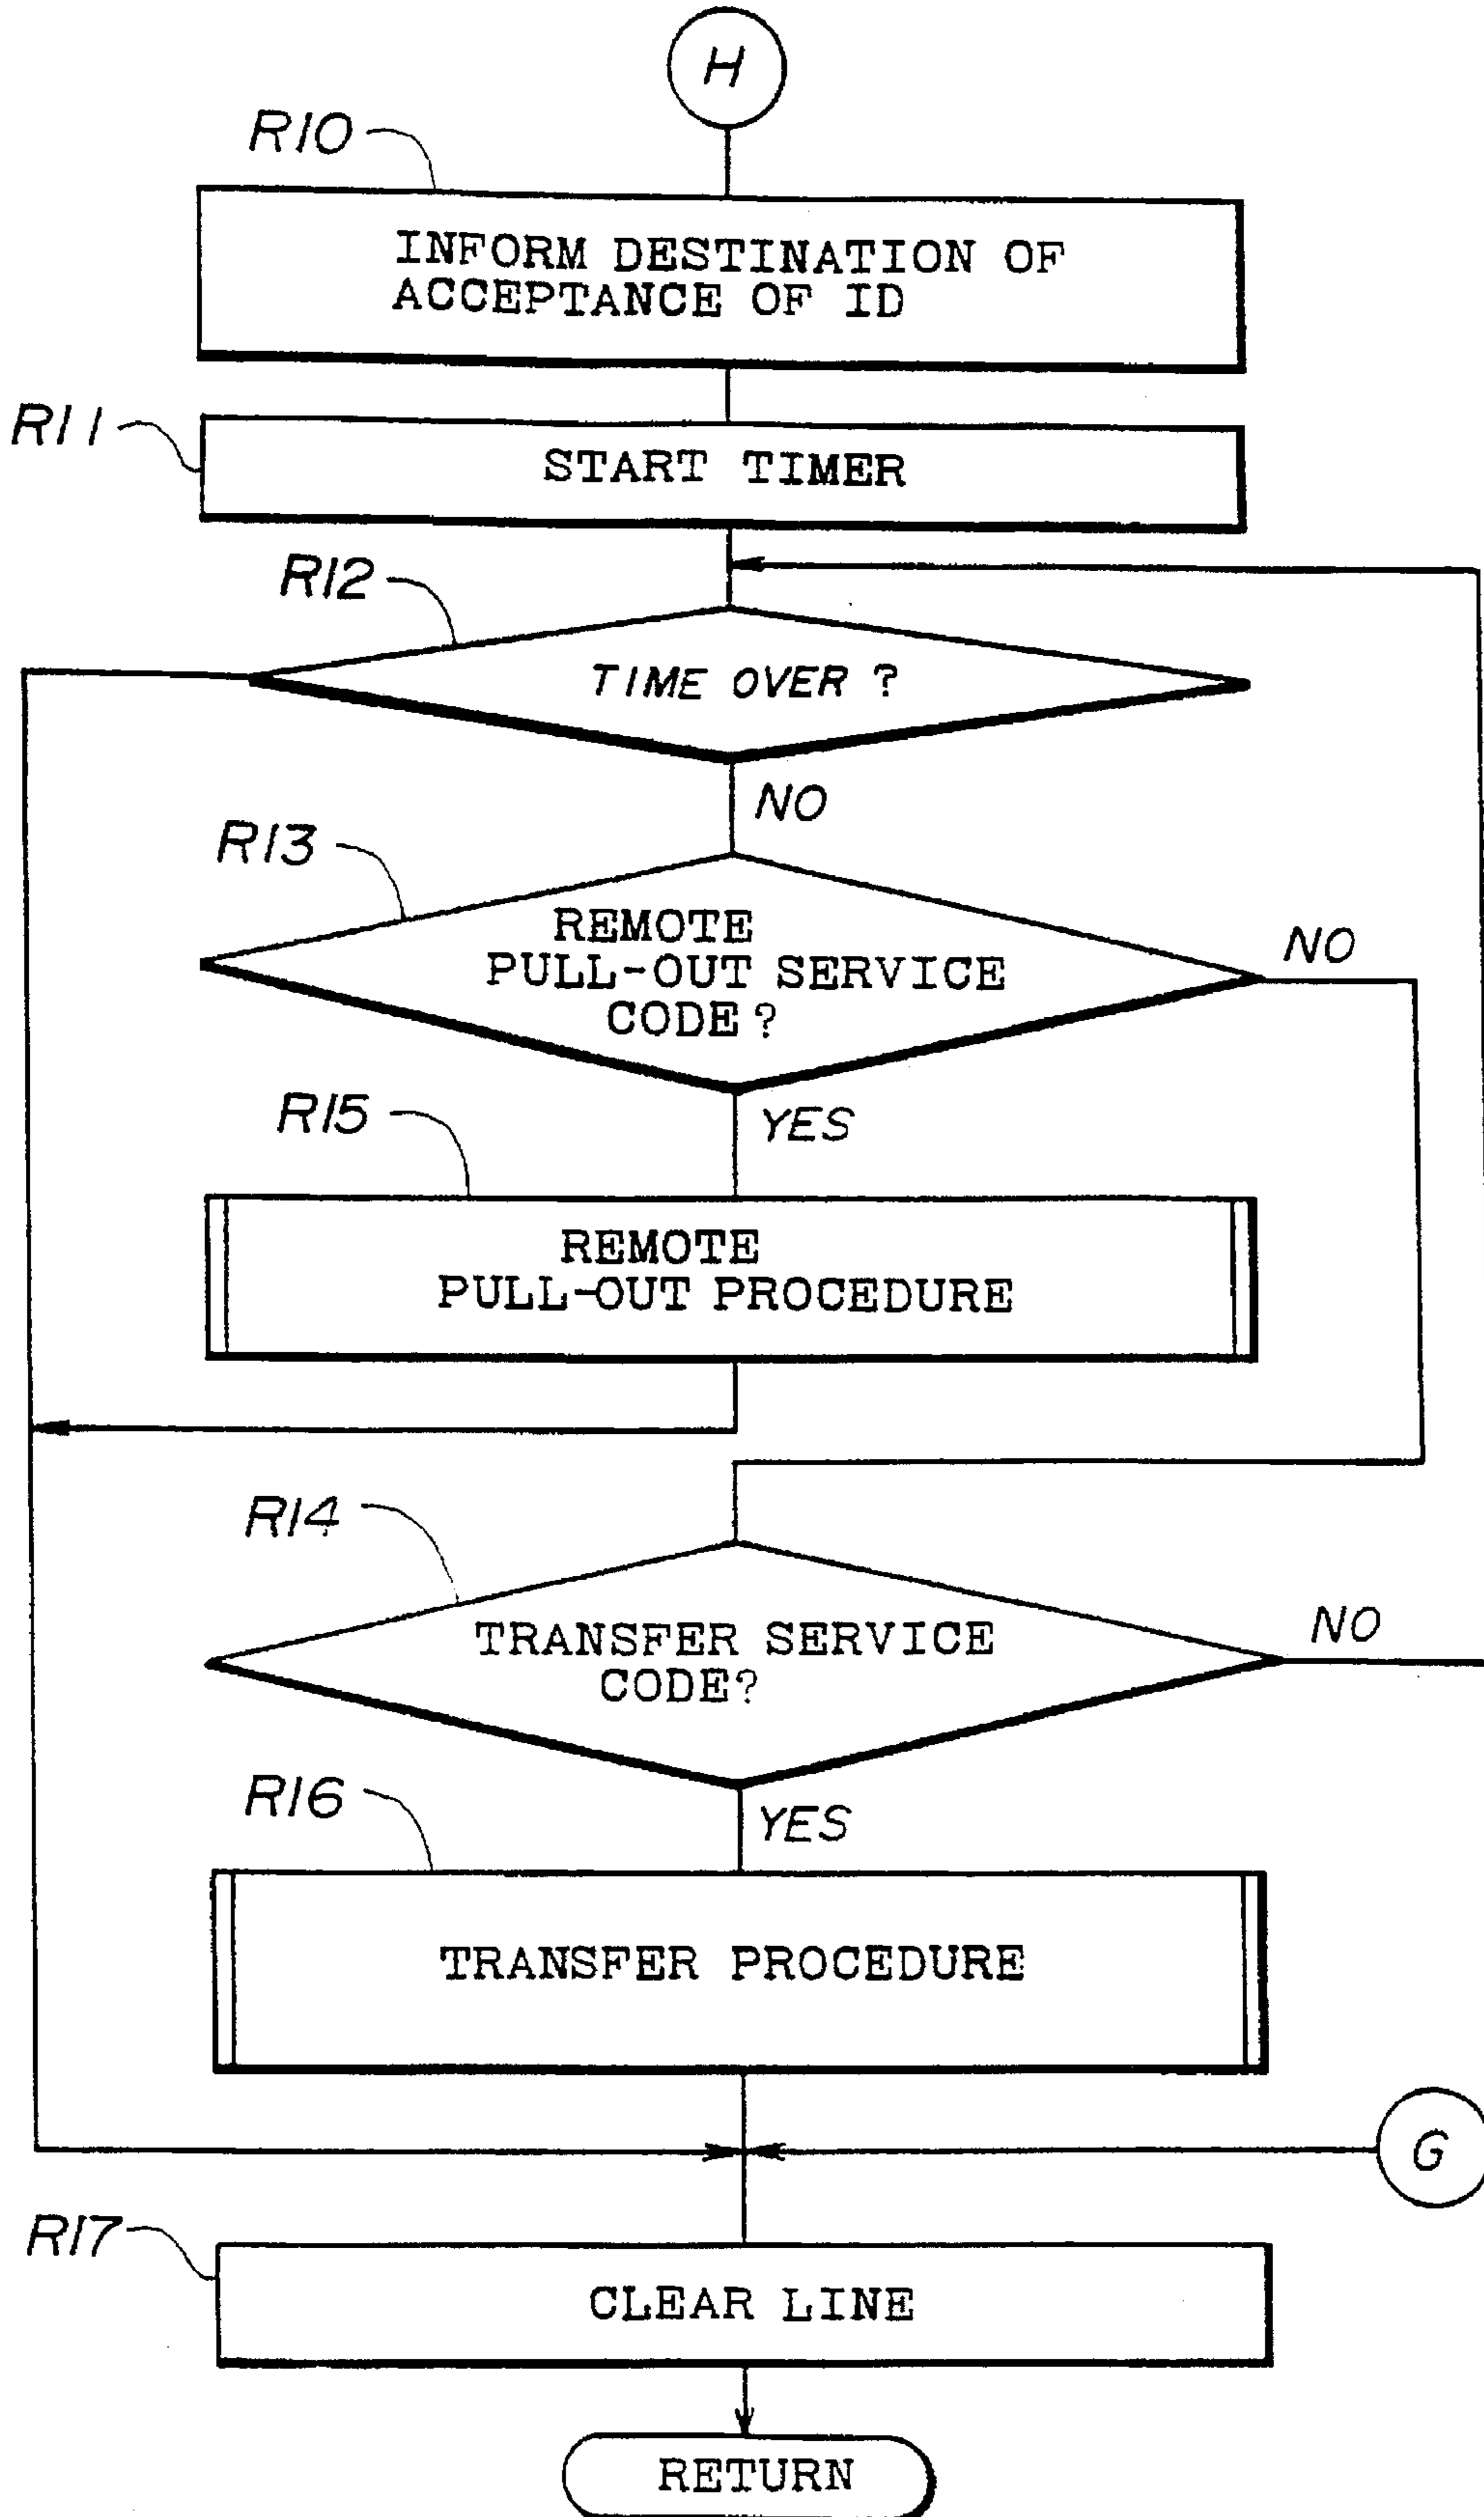 H
R10
INFORM DESTINATION OF
ACCEPTANCE OF ID
R11
START TIMER
R12
TIME OVER ?
NO
R13
REMOTE
PULL-OUT SERVICE
CODE ?
NO
R15
YES
REMOTE
PULL-OUT PROCEDURE
R14
TRANSFER SERVICE
CODE?
NO
R16
YES
TRANSFER PROCEDURE
G
R17
CLEAR LINE
RETURN